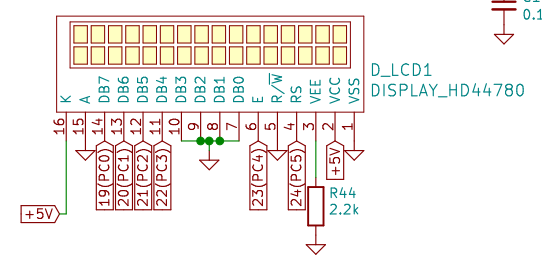 0.1
D_LCD1
DISPLAY_HD44780
K A DB7 DB6 DB5 DB4 DB3 DB2 DB1 DB0 E R/W RS VEE VCC VSS
16 15 14 13 12 11 10 9 8 7 6 5 4 3 2 1
19(PC0) 20(PC1) 21(PC2) 22(PC3) 23(PC4) 24(PC5) +5V
+5V
R44
2.2k